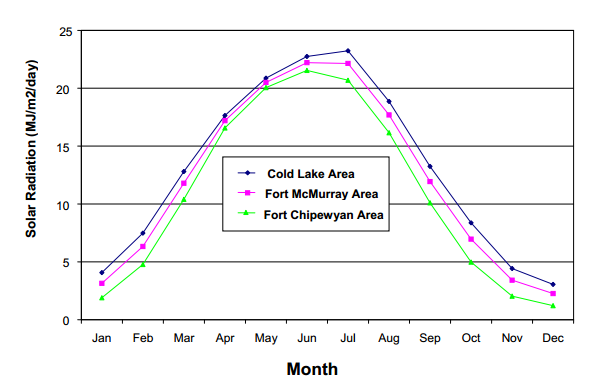 25
20
15
10
5
0
Solar Radiation (MJ/m2/day)
Cold Lake Area
Fort McMurray Area
Fort Chipewyan Area
Jan Feb Mar Apr May Jun Jul Aug Sep Oct Nov Dec
Month